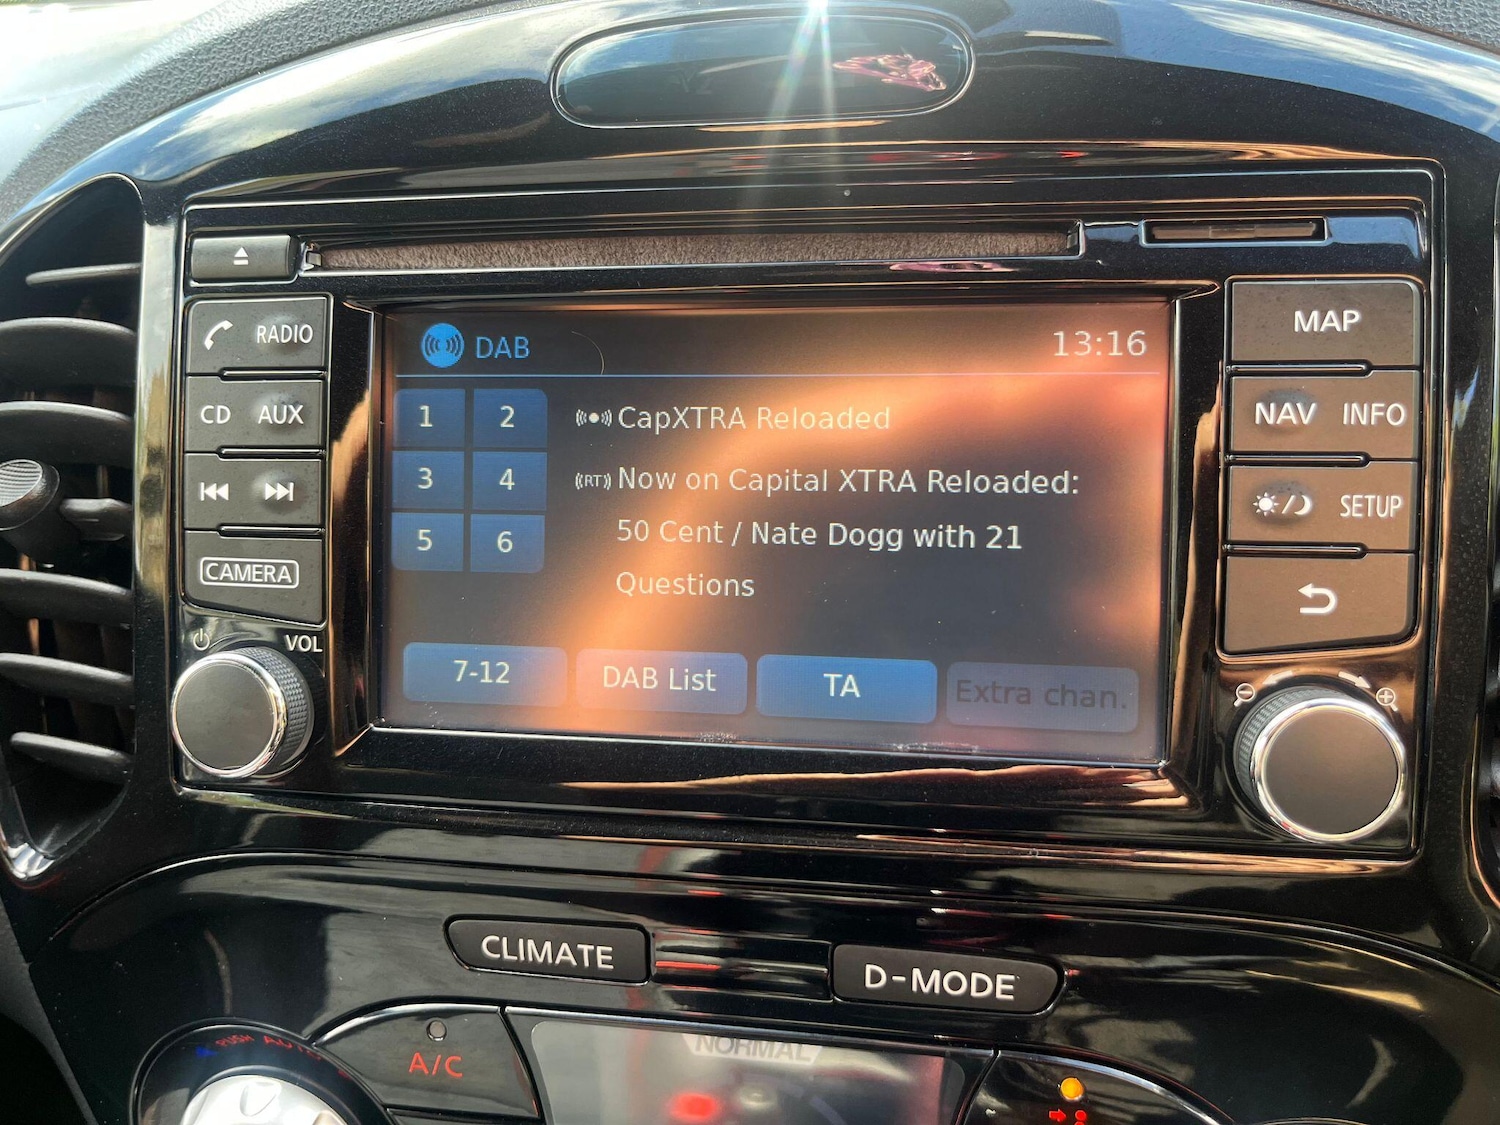 DAB
13:16
1 2
3 4
5 6
CapXTRA Reloaded
RT Now on Capital XTRA Reloaded:
50 Cent / Nate Dogg with 21
Questions
7-12 DAB List TA Extra chan.
RADIO
CD AUX
CAMERA
VOL
MAP
NAV INFO
SETUP
CLIMATE
D-MODE
PUSH AUTO
A/C
NORMAL